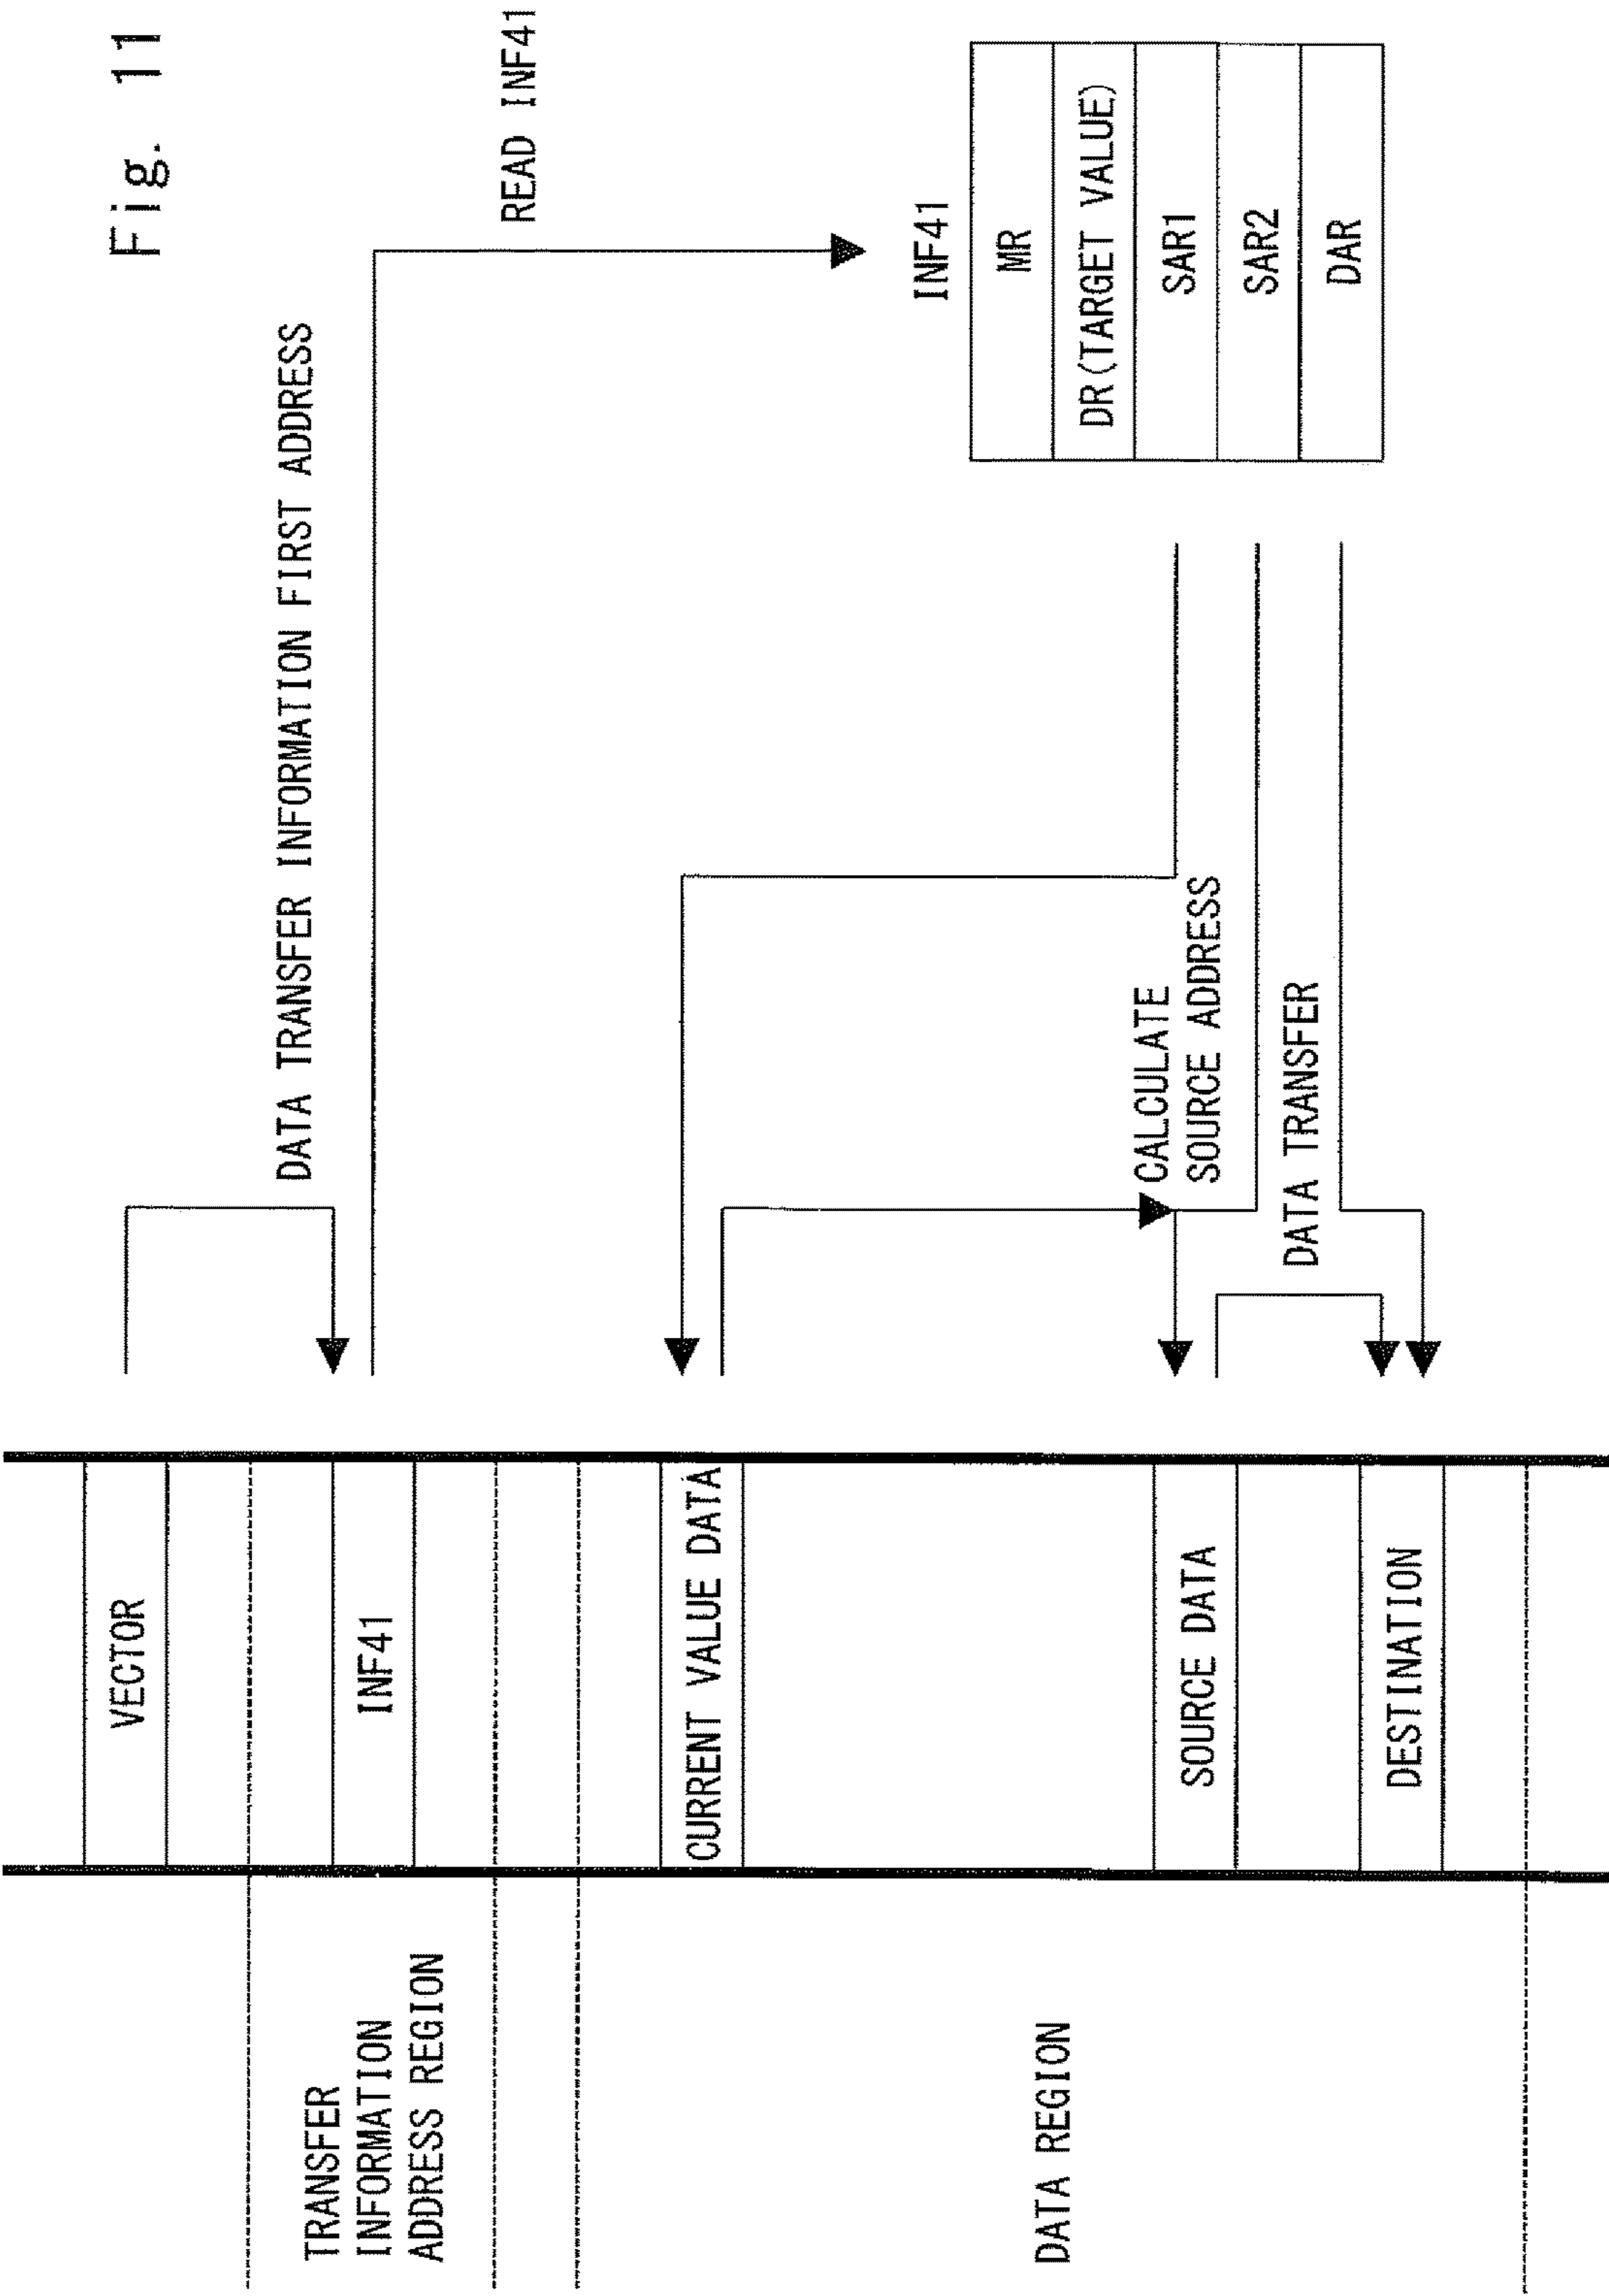 Fig. 11
DATA TRANSFER INFORMATION FIRST ADDRESS
READ INF41
VECTOR
TRANSFER
INFORMATION
ADDRESS REGION
INF41
CURRENT VALUE DATA
DATA REGION
SOURCE DATA
DESTINATION
CALCULATE
SOURCE ADDRESS
DATA TRANSFER
INF41
MR
DR(TARGET VALUE)
SAR1
SAR2
DAR